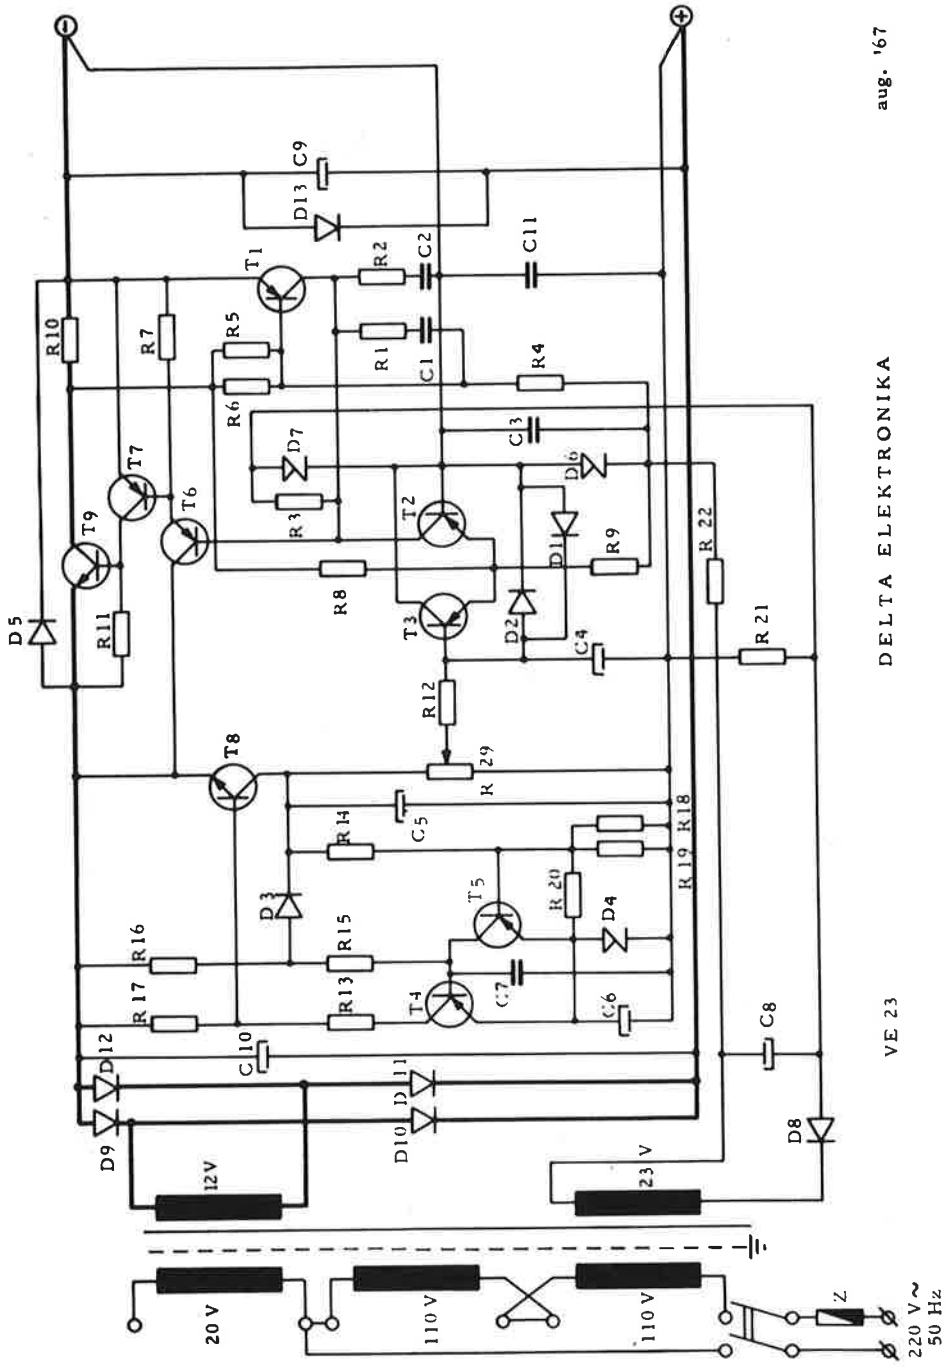 −
+
D5
R10
R7
T1
D13
C9
T9
T7
T6
R5
R6
R2
C2
C11
R1
C1
R4
D7
R3
C3
D6
T2
R11
R8
T3
D1
R9
R 22
D2
C4
R 21
R12
T8
R 29
C5
R14
D3
T5
R 20
R18
R 19
D4
R16
R15
R 17
R13
T4
C7
C6
C 10
D 12
D 11
D9
D10
C8
D8
12V
23 V
20 V
110 V
110 V
Z
220 V~
50 Hz
VE 23
DELTA ELEKTRONIKA
aug. '67